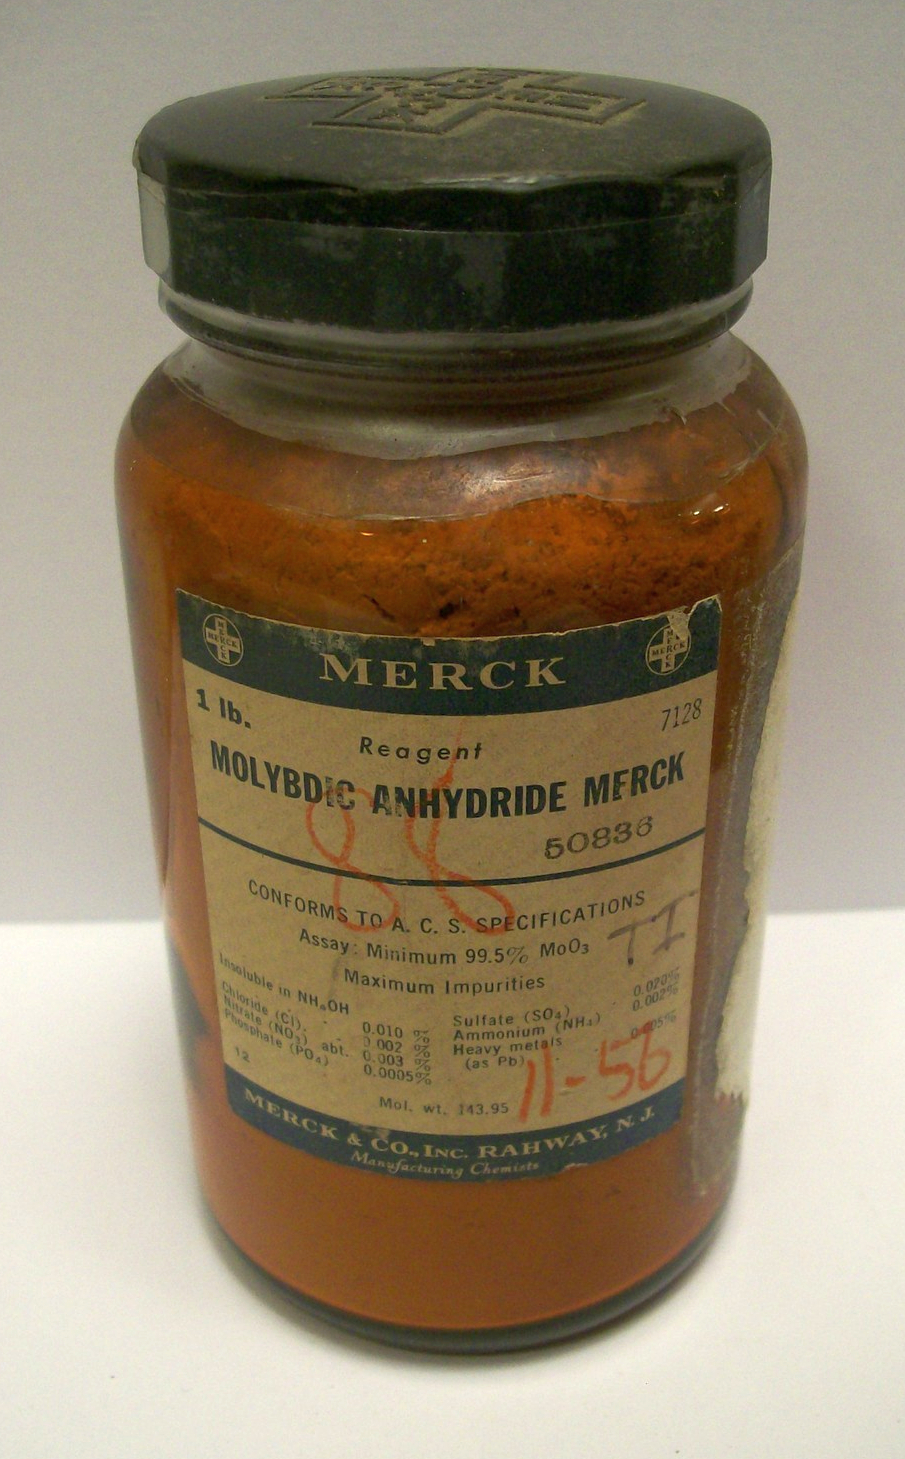 MERCK
MERCK
MERCK
1 lb.
7128
Reagent
MOLYBDIC ANHYDRIDE MERCK
50836
CONFORMS TO A. C. S. SPECIFICATIONS
TI
Assay: Minimum 99.5% MoO₃
Maximum Impurities
Insoluble in NH₄OH 0.010 %
Chloride (Cl). 0.002 %
Nitrate (NO₃) abt. 0.003 %
Phosphate (PO₄) 0.0005%
Sulfate (SO₄) 0.020%
Ammonium (NH₄) 0.002%
Heavy metals
(as Pb)
12
11-56
Mol. wt. 143.95
MERCK & CO., INC. RAHWAY, N. J.
Manufacturing Chemists